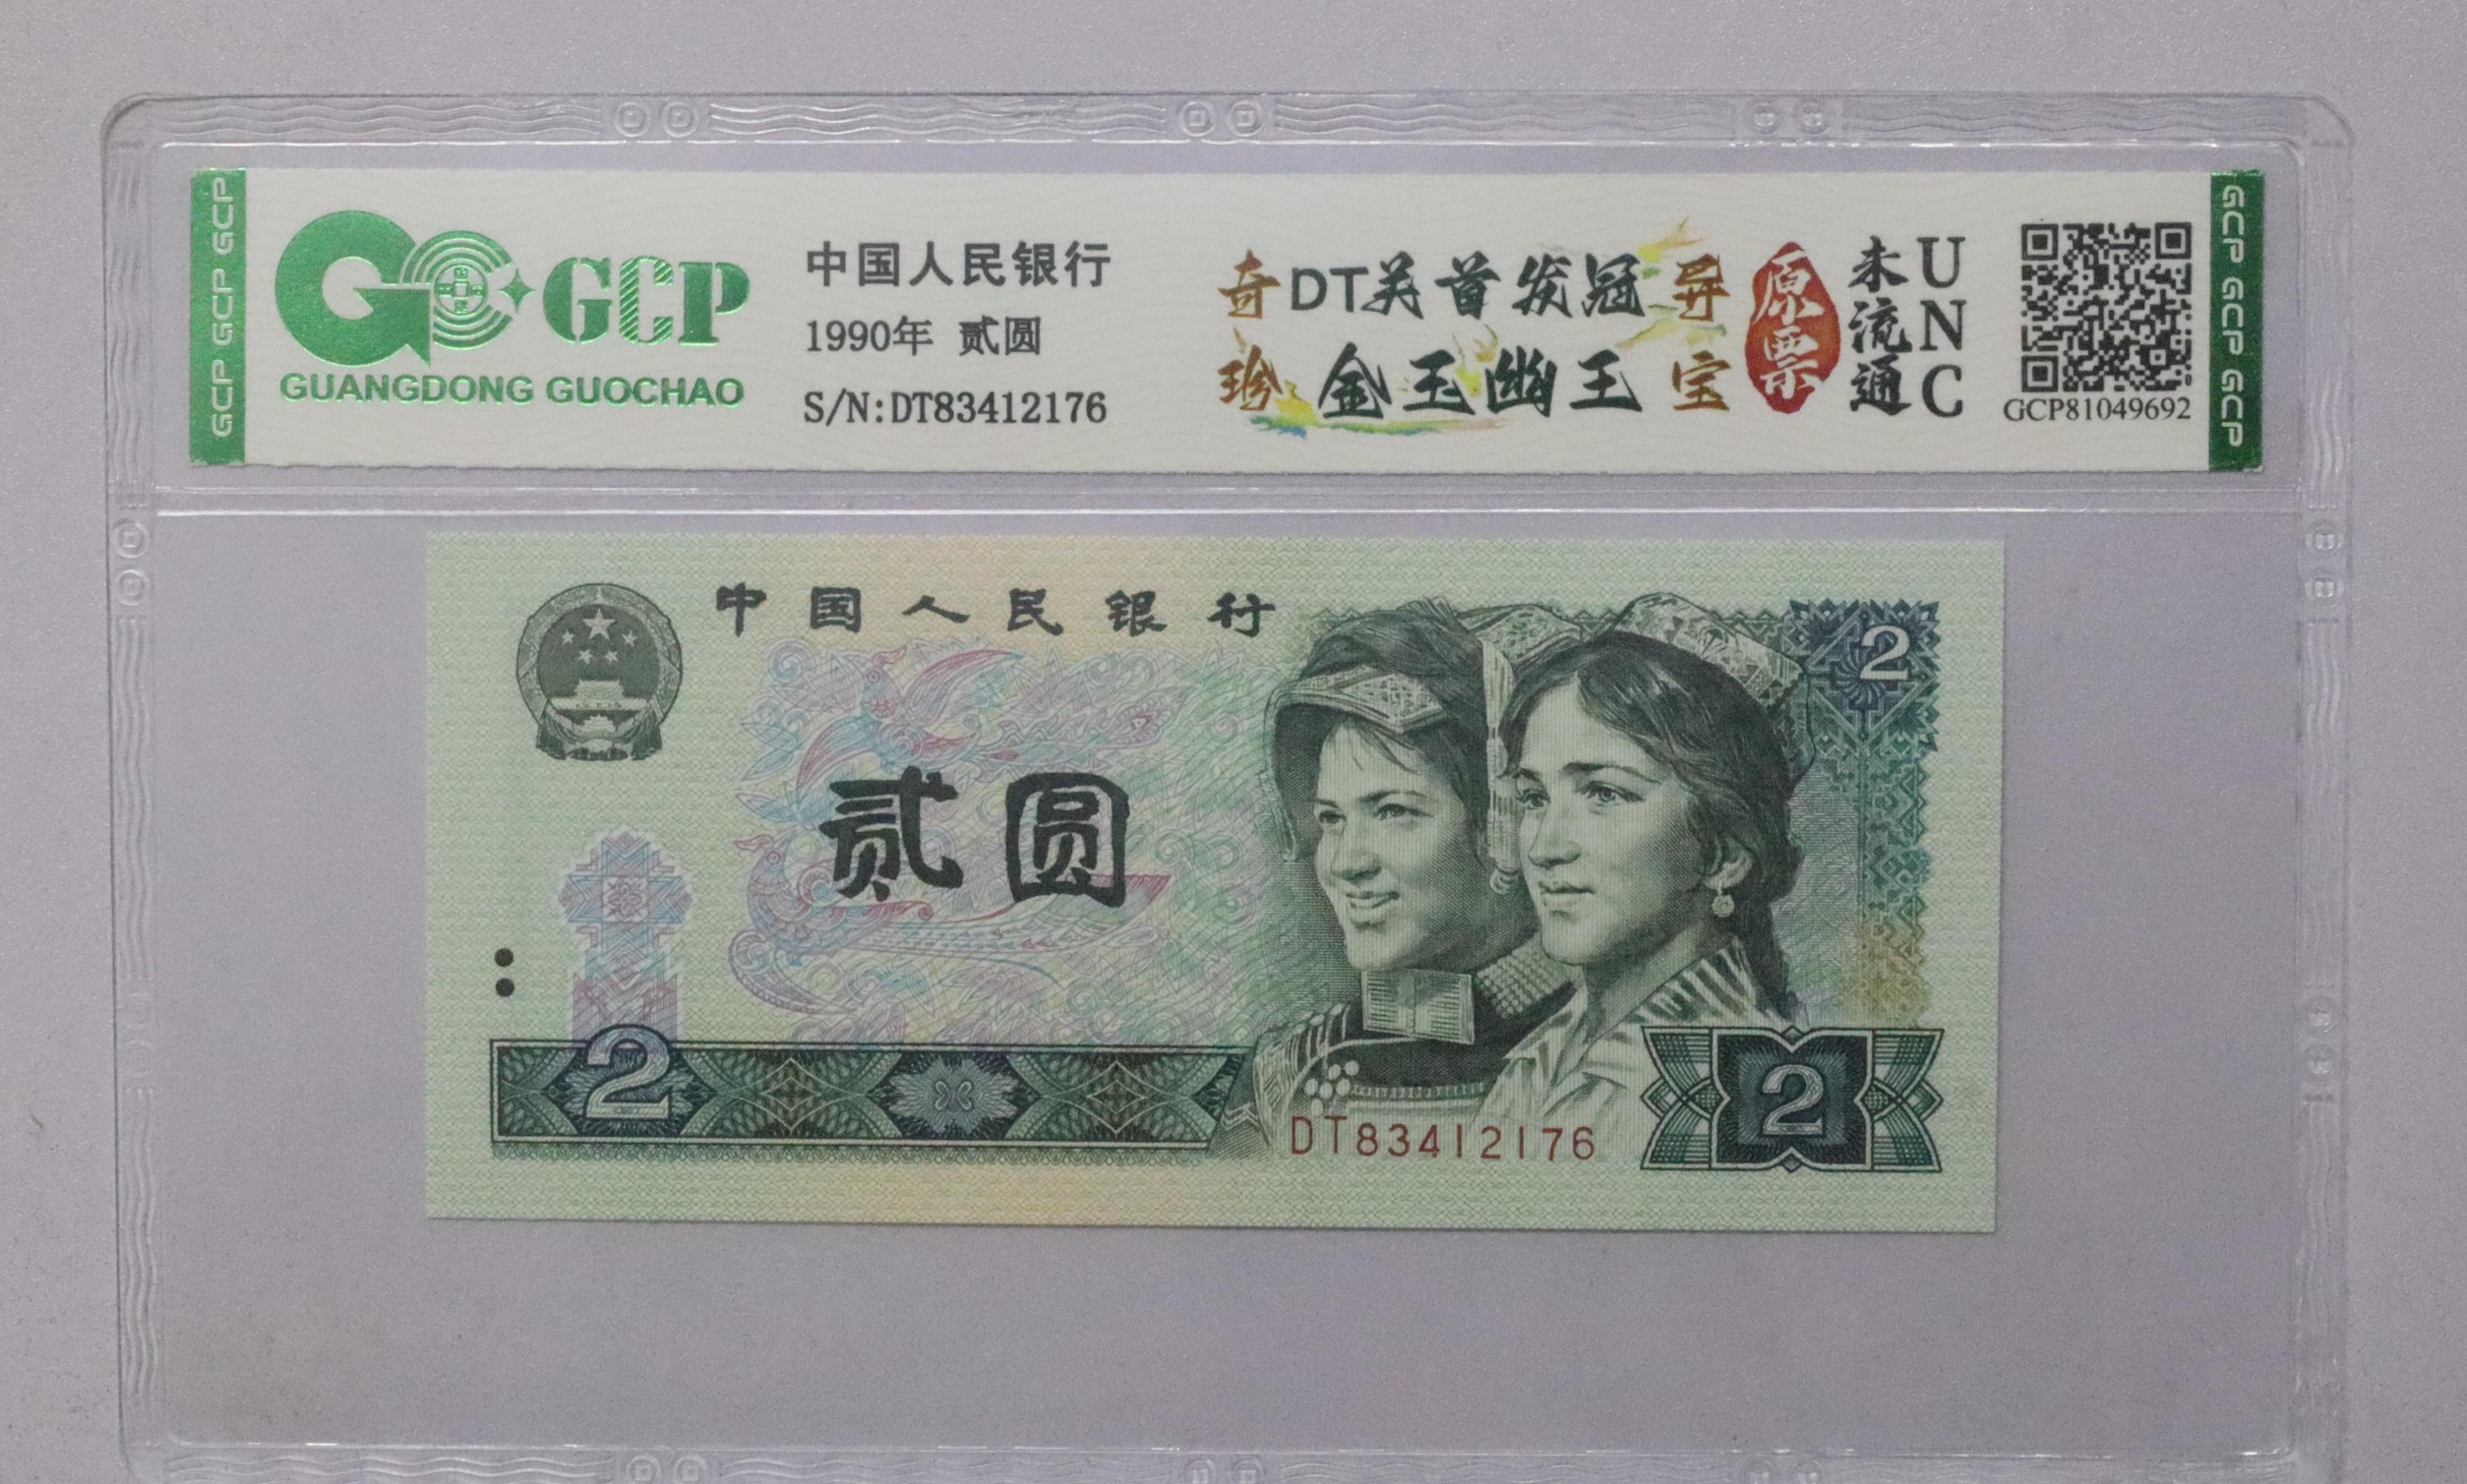 GCP GCP GCP
GCP
GUANGDONG GUOCHAO
中国人民银行
1990年 贰圆
S/N:DT83412176
奇珍
DT关首发冠
金玉幽王
异宝
原票
未流通
UNC
GCP81049692
GCP GCP GCP
中国人民银行
2
贰圆
2
DT83412176
2